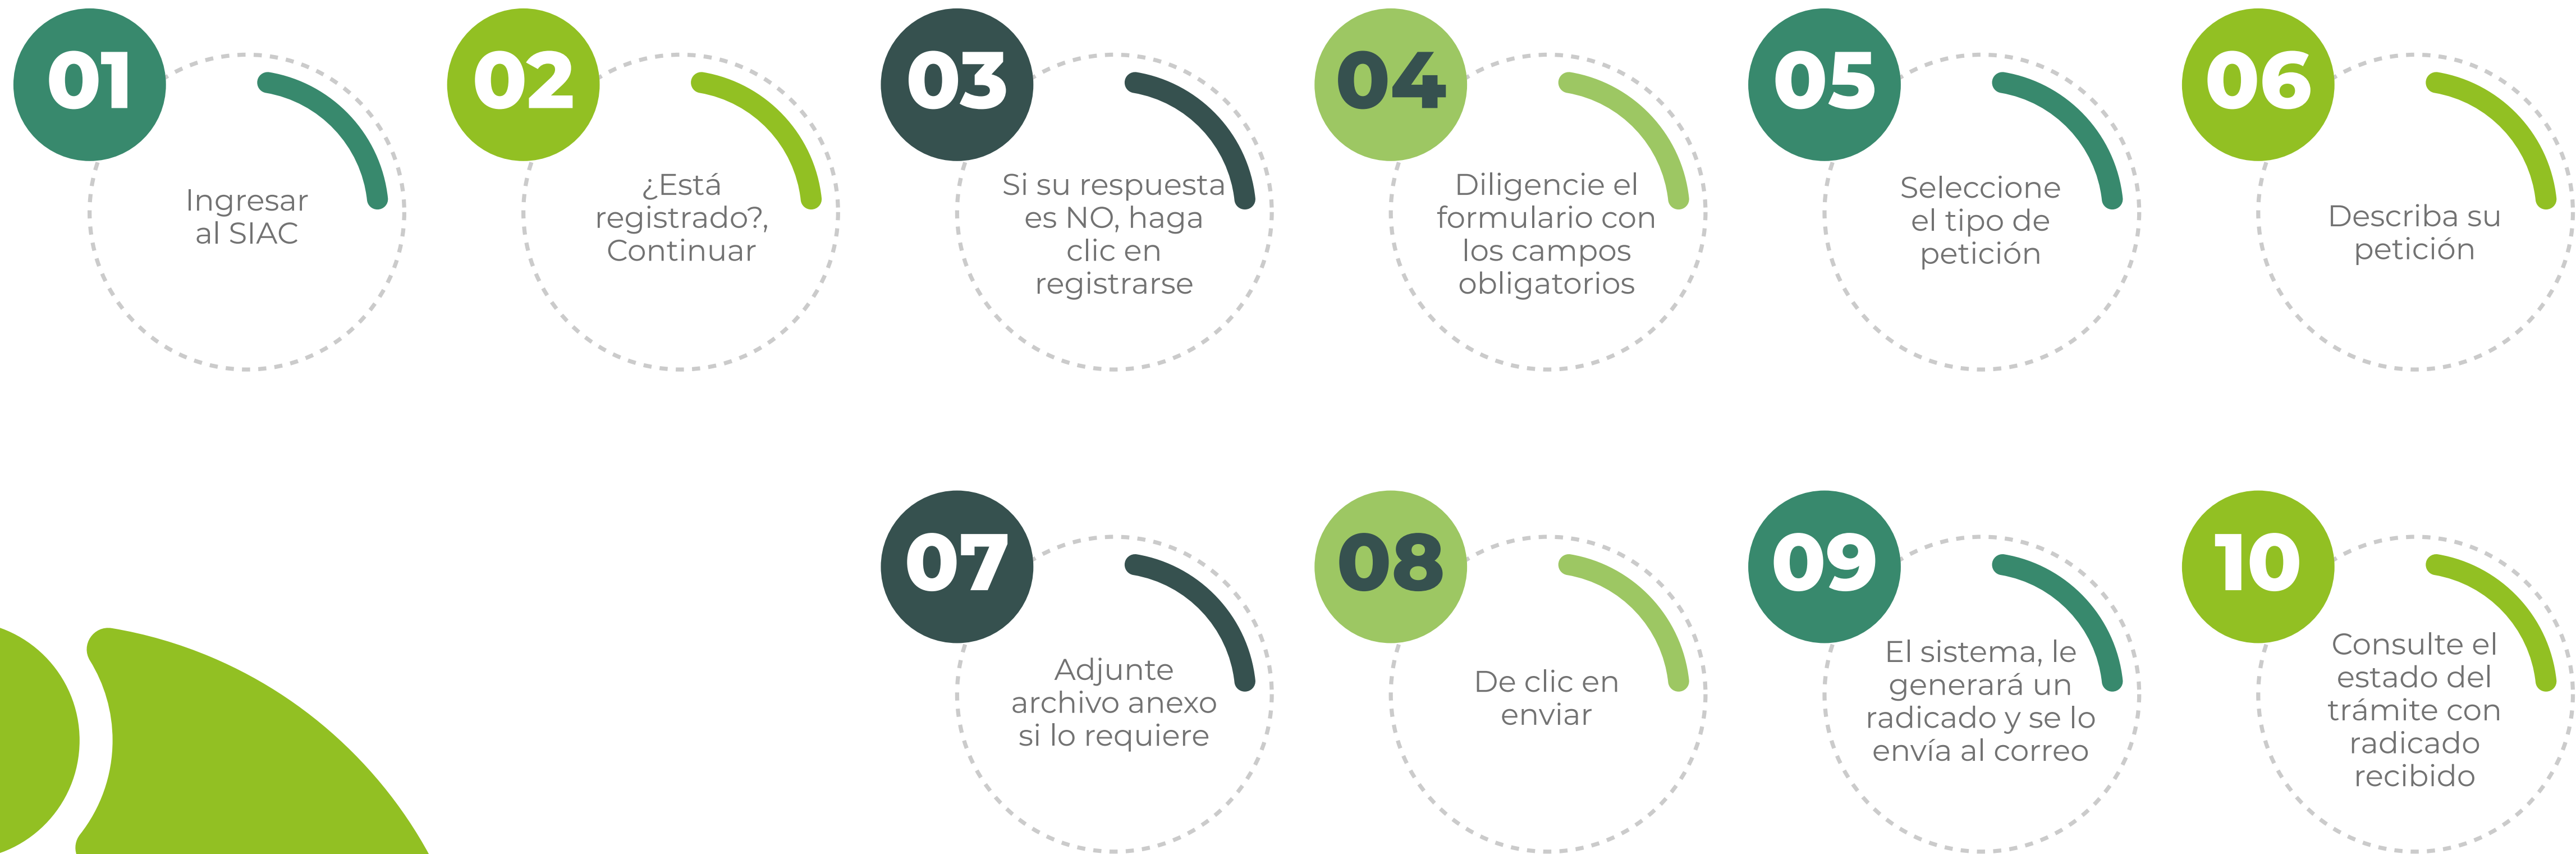 01
Ingresar
al SIAC
02
¿Está
registrado?,
Continuar
03
Si su respuesta
es NO, haga
clic en
registrarse
04
Diligencie el
formulario con
los campos
obligatorios
05
Seleccione
el tipo de
petición
06
Describa su
petición
07
Adjunte
archivo anexo
si lo requiere
08
De clic en
enviar
09
El sistema, le
generará un
radicado y se lo
envía al correo
10
Consulte el
estado del
trámite con
radicado
recibido